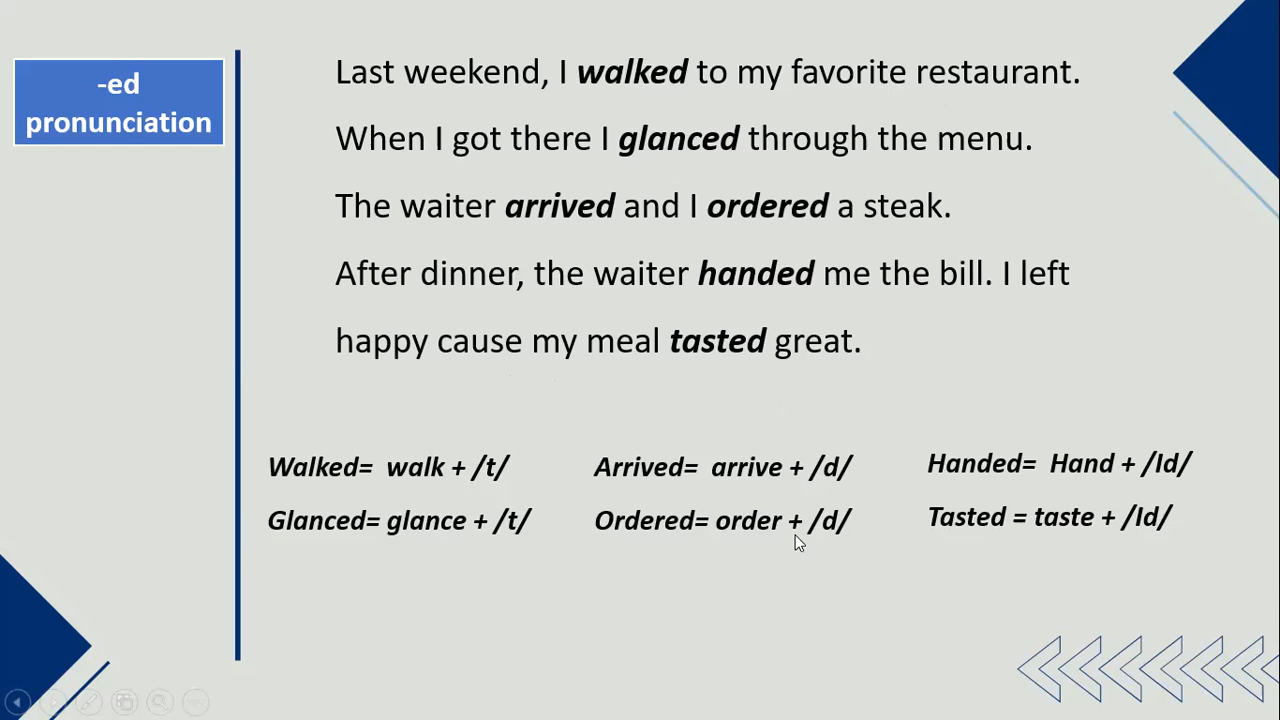 -ed
pronunciation
Last weekend, I walked to my favorite restaurant.
When I got there I glanced through the menu.
The waiter arrived and I ordered a steak.
After dinner, the waiter handed me the bill. I left
happy cause my meal tasted great.
Walked= walk + /t/
Glanced= glance + /t/
Arrived= arrive + /d/
Ordered= order + /d/
Handed= Hand + /Id/
Tasted = taste + /Id/